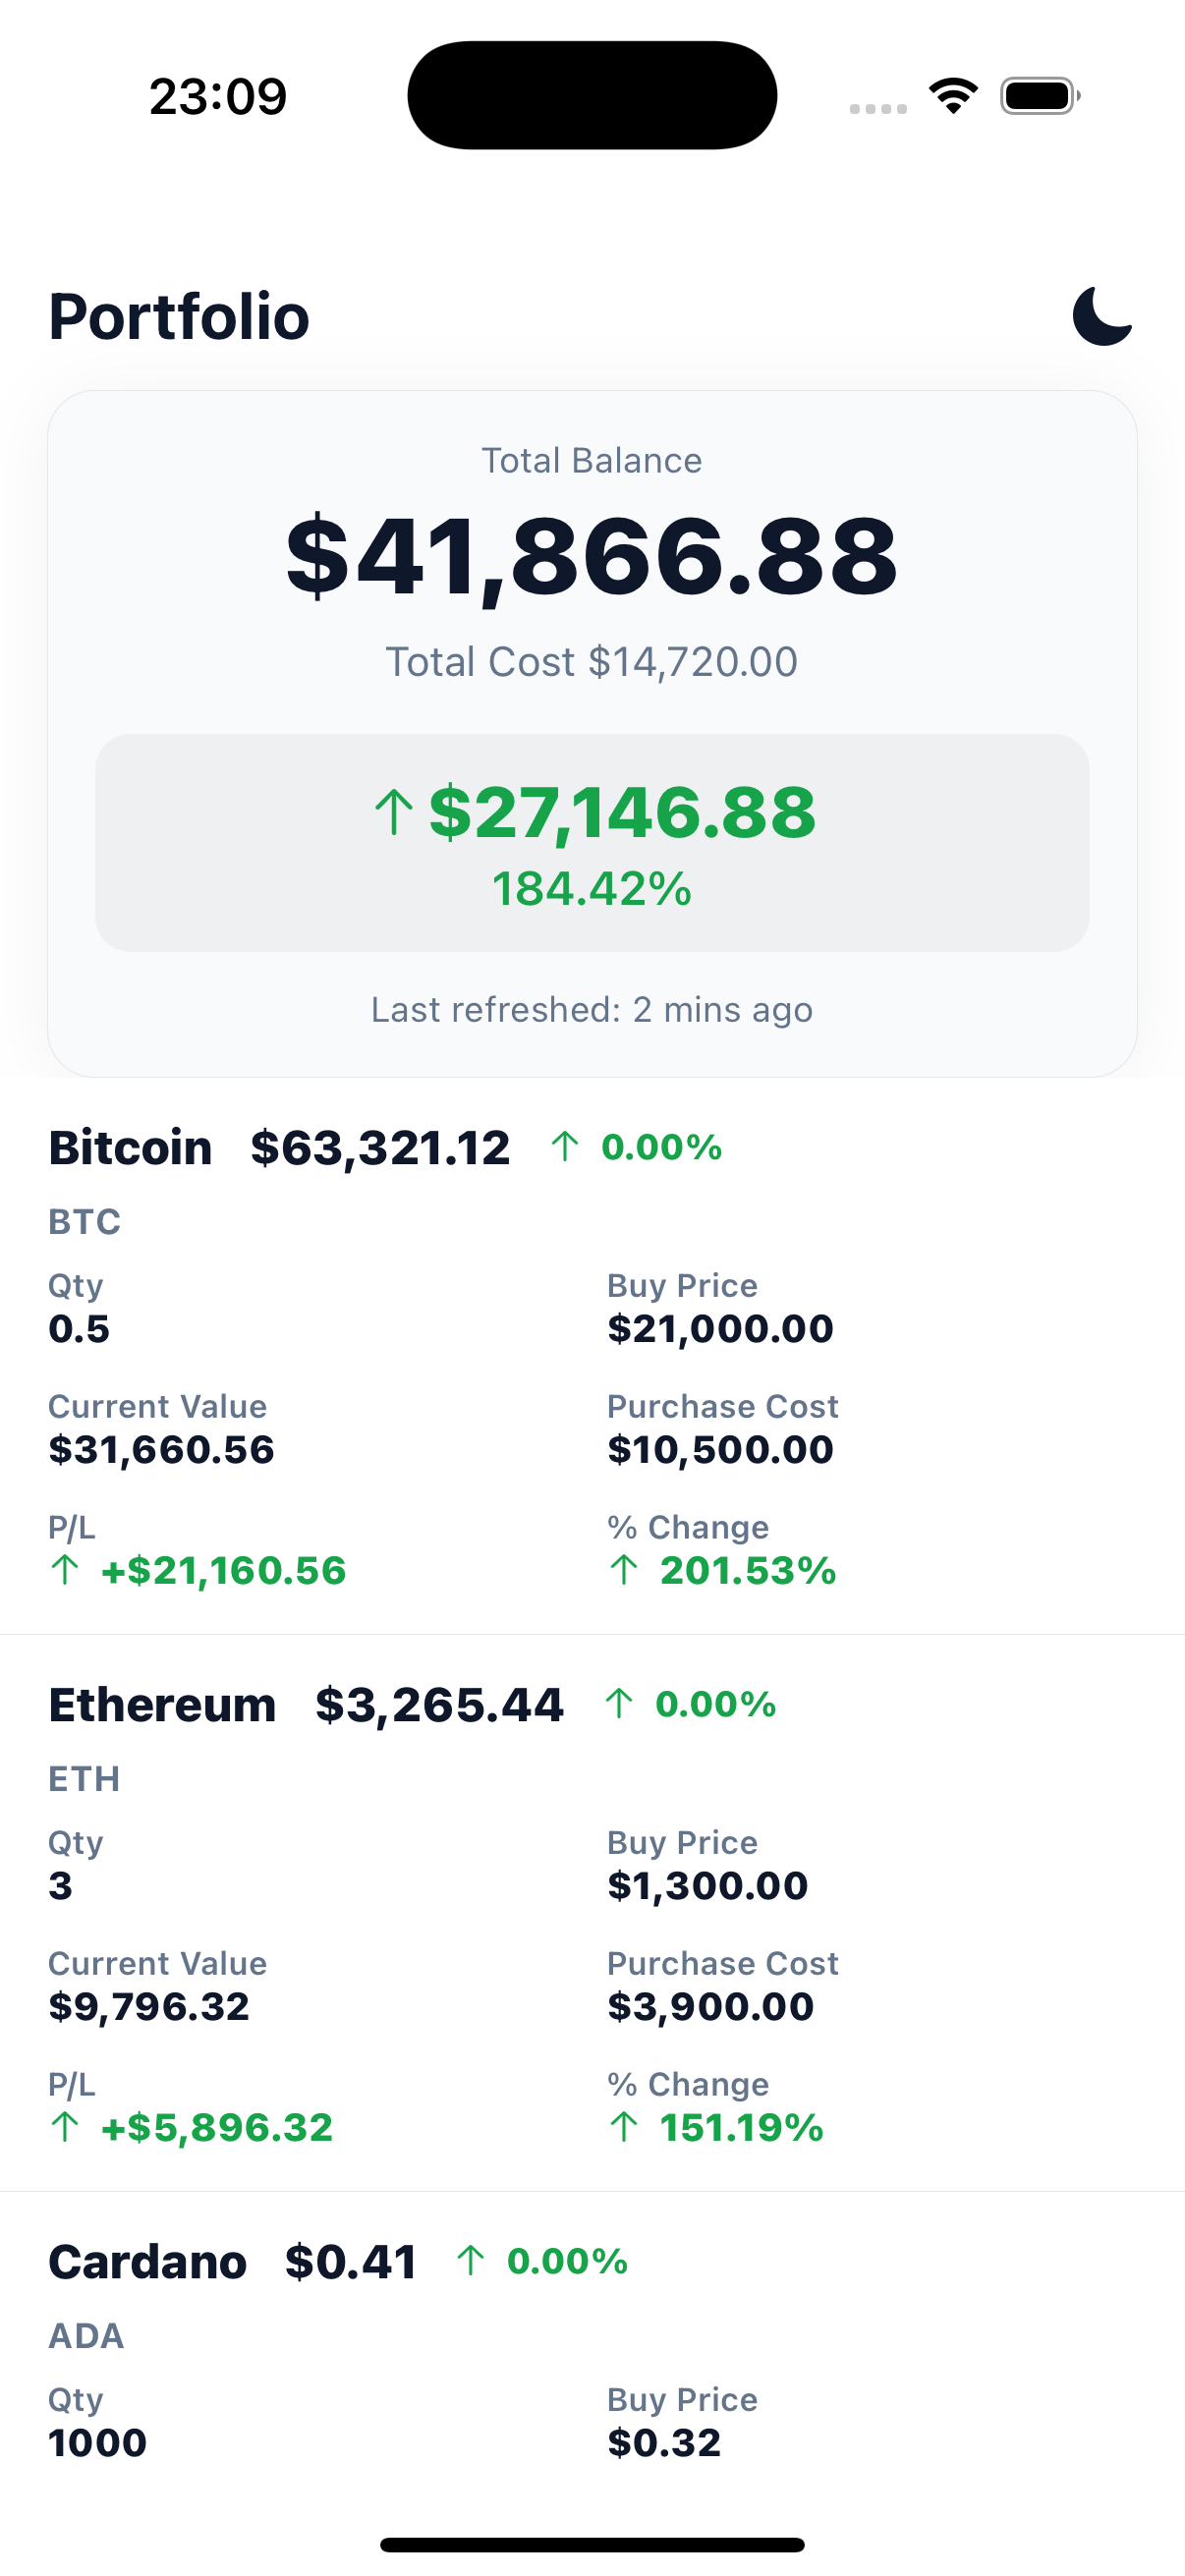 23:09
Portfolio
Total Balance
$41,866.88
Total Cost $14,720.00
↑ $27,146.88
184.42%
Last refreshed: 2 mins ago
Bitcoin $63,321.12 ↑ 0.00%
BTC
Qty Buy Price
0.5 $21,000.00
Current Value Purchase Cost
$31,660.56 $10,500.00
P/L % Change
↑ +$21,160.56 ↑ 201.53%
Ethereum $3,265.44 ↑ 0.00%
ETH
Qty Buy Price
3 $1,300.00
Current Value Purchase Cost
$9,796.32 $3,900.00
P/L % Change
↑ +$5,896.32 ↑ 151.19%
Cardano $0.41 ↑ 0.00%
ADA
Qty Buy Price
1000 $0.32